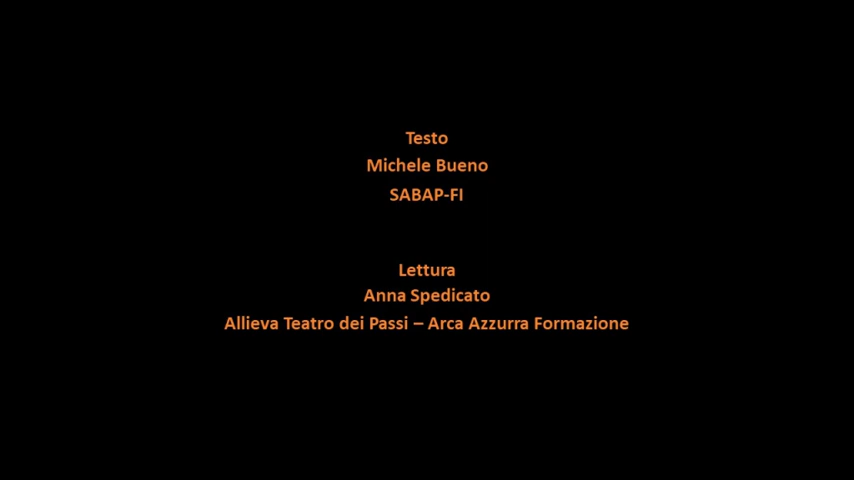 Testo
Michele Bueno
SABAP-FI
Lettura
Anna Spedicato
Allieva Teatro dei Passi – Arca Azzurra Formazione